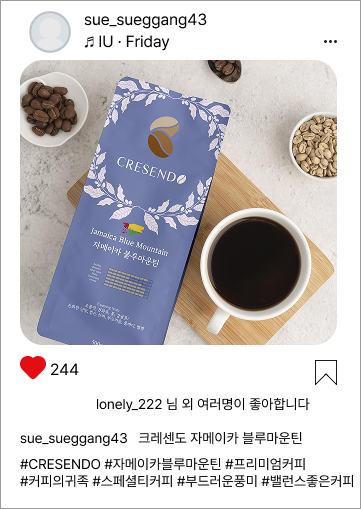 sue_sueggang43
♬ IU · Friday
CRESENDO
Jamaica Blue Mountain
자메이카 블루마운틴
244
lonely_222 님 외 여러명이 좋아합니다
sue_sueggang43 크레센도 자메이카 블루마운틴
#CRESENDO #자메이카블루마운틴 #프리미엄커피
#커피의귀족 #스페셜티커피 #부드러운풍미 #밸런스좋은커피